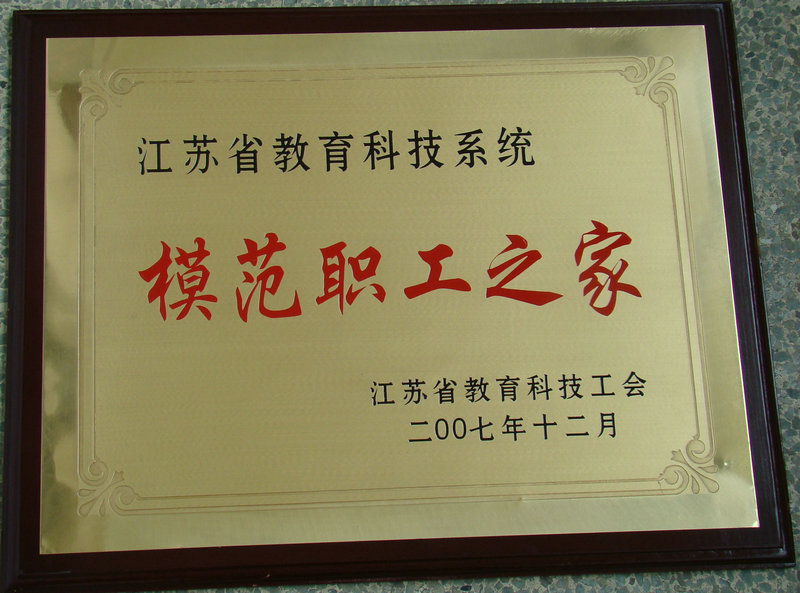 江苏省教育科技系统
模范职工之家
江苏省教育科技工会
二00七年十二月